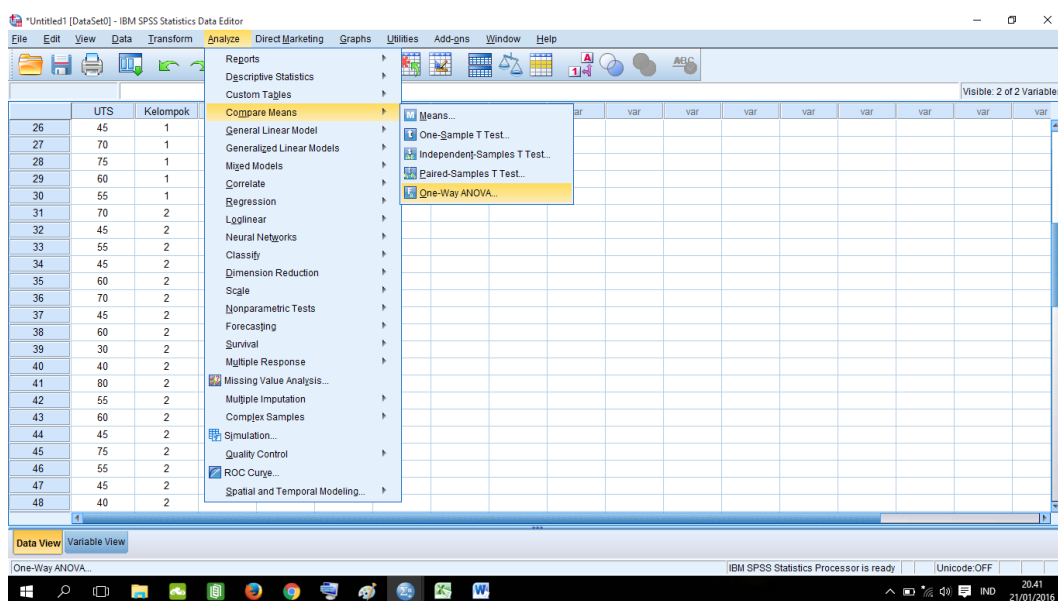 *Untitled1 [DataSet0] - IBM SPSS Statistics Data Editor
File Edit View Data Transform Analyze Direct Marketing Graphs Utilities Add-ons Window Help
Visible: 2 of 2 Variable
UTS Kelompok ar var var var var var var var var
Reports
Descriptive Statistics
Custom Tables
Compare Means
General Linear Model
Generalized Linear Models
Mixed Models
Correlate
Regression
Loglinear
Neural Networks
Classify
Dimension Reduction
Scale
Nonparametric Tests
Forecasting
Survival
Multiple Response
Missing Value Analysis...
Multiple Imputation
Complex Samples
Simulation...
Quality Control
ROC Curve...
Spatial and Temporal Modeling...
Means...
One-Sample T Test...
Independent-Samples T Test...
Paired-Samples T Test...
One-Way ANOVA...
26 45 1
27 70 1
28 75 1
29 60 1
30 55 1
31 70 2
32 45 2
33 55 2
34 45 2
35 60 2
36 70 2
37 45 2
38 60 2
39 30 2
40 40 2
41 80 2
42 55 2
43 60 2
44 45 2
45 75 2
46 55 2
47 45 2
48 40 2
Data View Variable View
One-Way ANOVA... IBM SPSS Statistics Processor is ready Unicode:OFF
IND 20.41
21/01/2016